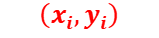 (xᵢ, yᵢ)